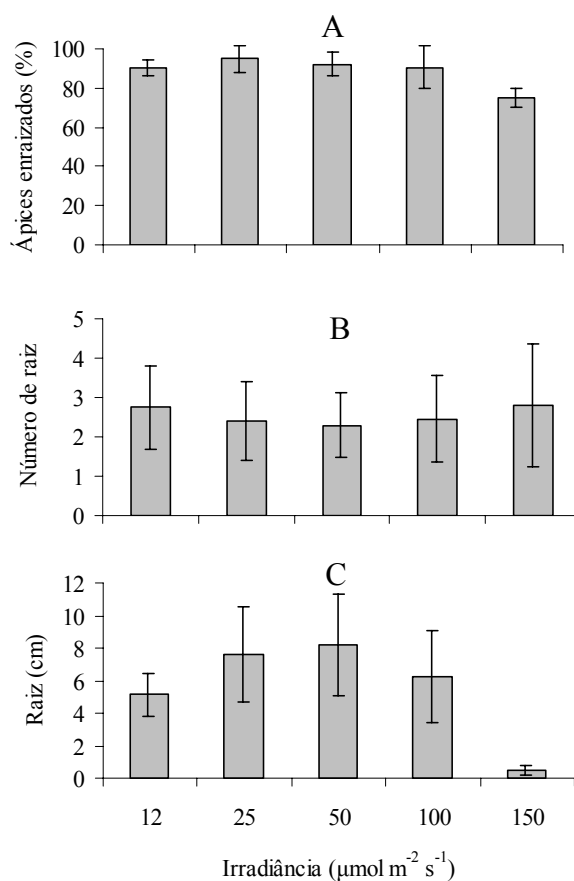 A
Ápices enraizados (%)
100
80
60
40
20
0
B
Número de raiz
5
4
3
2
1
0
C
Raiz (cm)
12
10
8
6
4
2
0
12 25 50 100 150
Irradiância (μmol m⁻² s⁻¹)